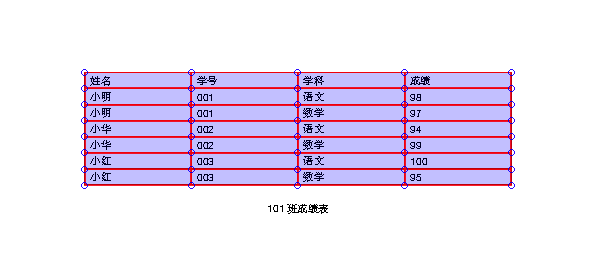 姓名 学号 学科 成绩
小明 001 语文 98
小明 001 数学 97
小华 002 语文 94
小华 002 数学 99
小红 003 语文 100
小红 003 数学 95
101 班成绩表